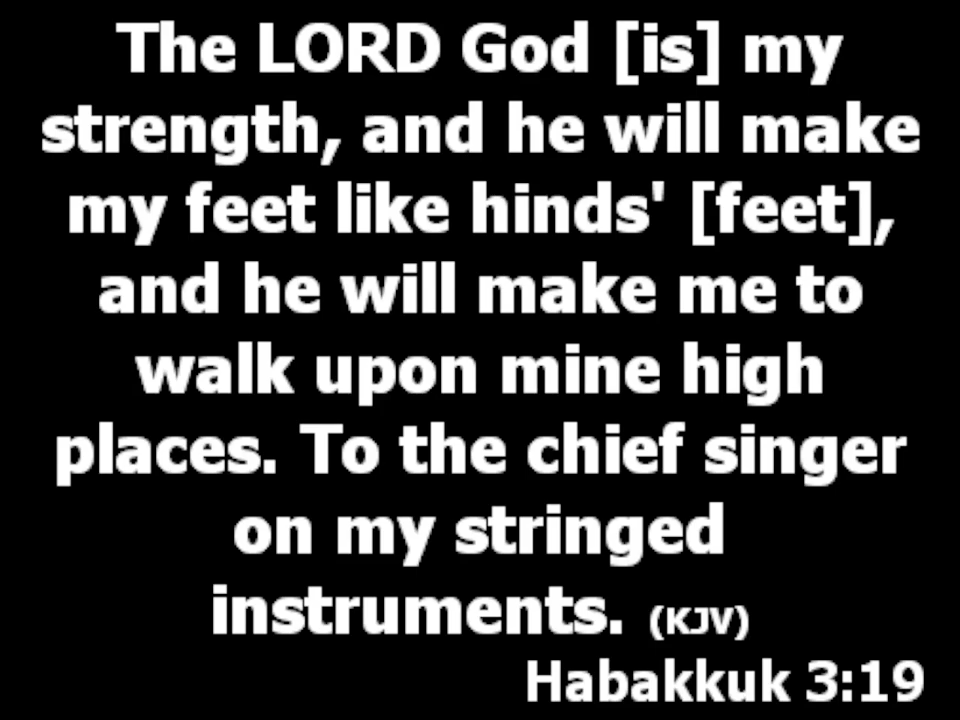 The LORD God [is] my
strength, and he will make
my feet like hinds' [feet],
and he will make me to
walk upon mine high
places. To the chief singer
on my stringed
instruments. (KJV)
Habakkuk 3:19